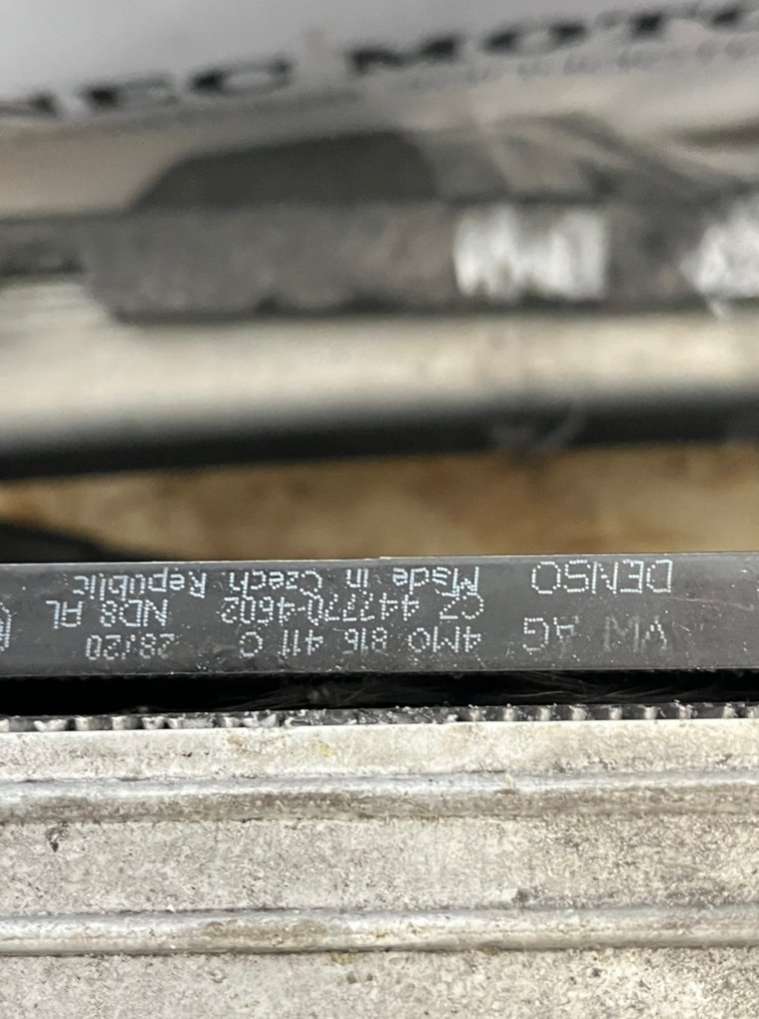 VW AG
4M0 816 411 C 28/20
CZ 447770-4602 ND8 AL
DENSO
Made in Czech Republic